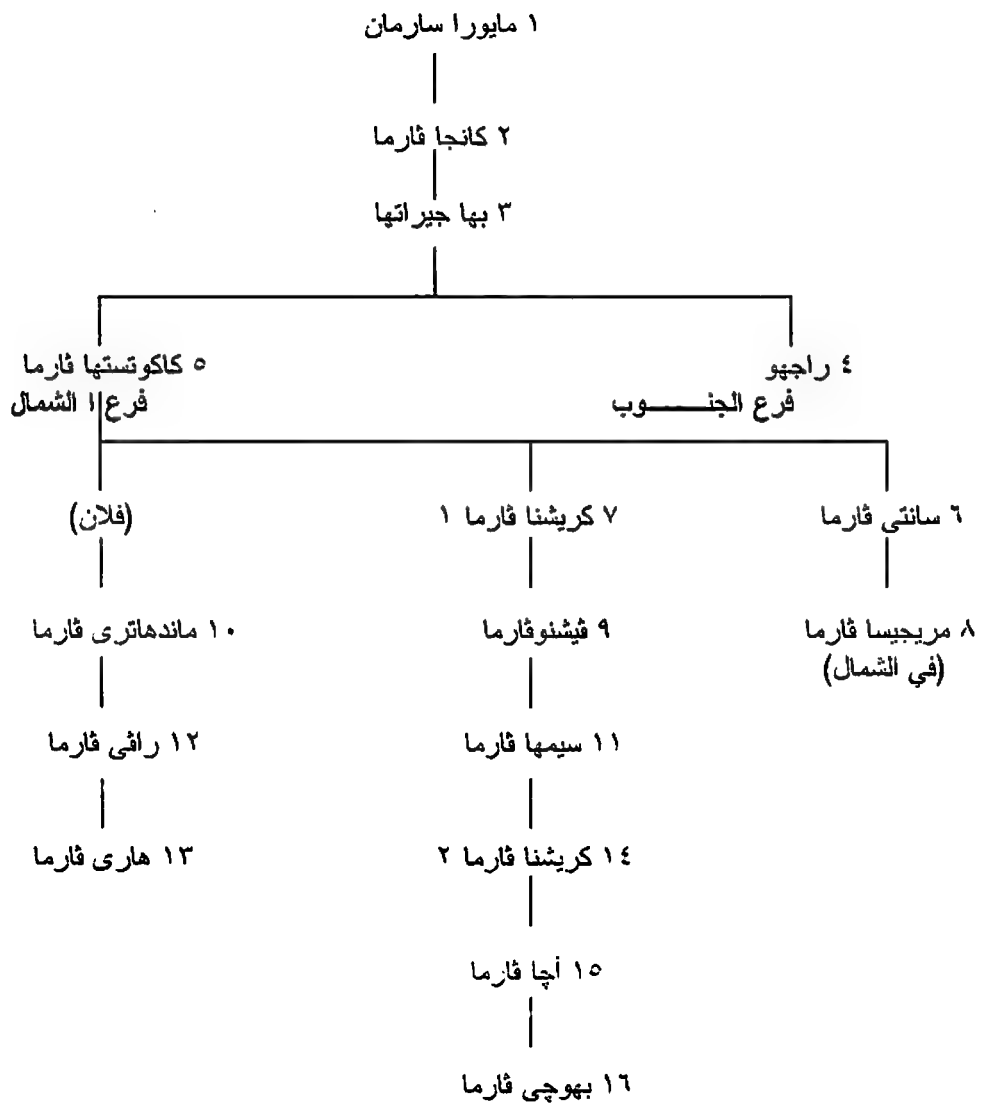 ١ مايورا سارمان
٢ كانجا ڤارما
٣ بها جيراتها
٤ راجهو
فرع الجنـــــوب
٥ كاكوتستها ڤارما
فرع ا الشمال
٦ سانتى ڤارما
٧ كريشنا ڤارما ١
(فلان)
٨ مريجيسا ڤارما
(في الشمال)
٩ ڤيشنوڤارما
١٠ ماندهاترى ڤارما
١١ سيمها ڤارما
١٢ راڤى ڤارما
١٤ كريشنا ڤارما ٢
١٣ هارى ڤارما
١٥ أچا ڤارما
١٦ بهوچى ڤارما